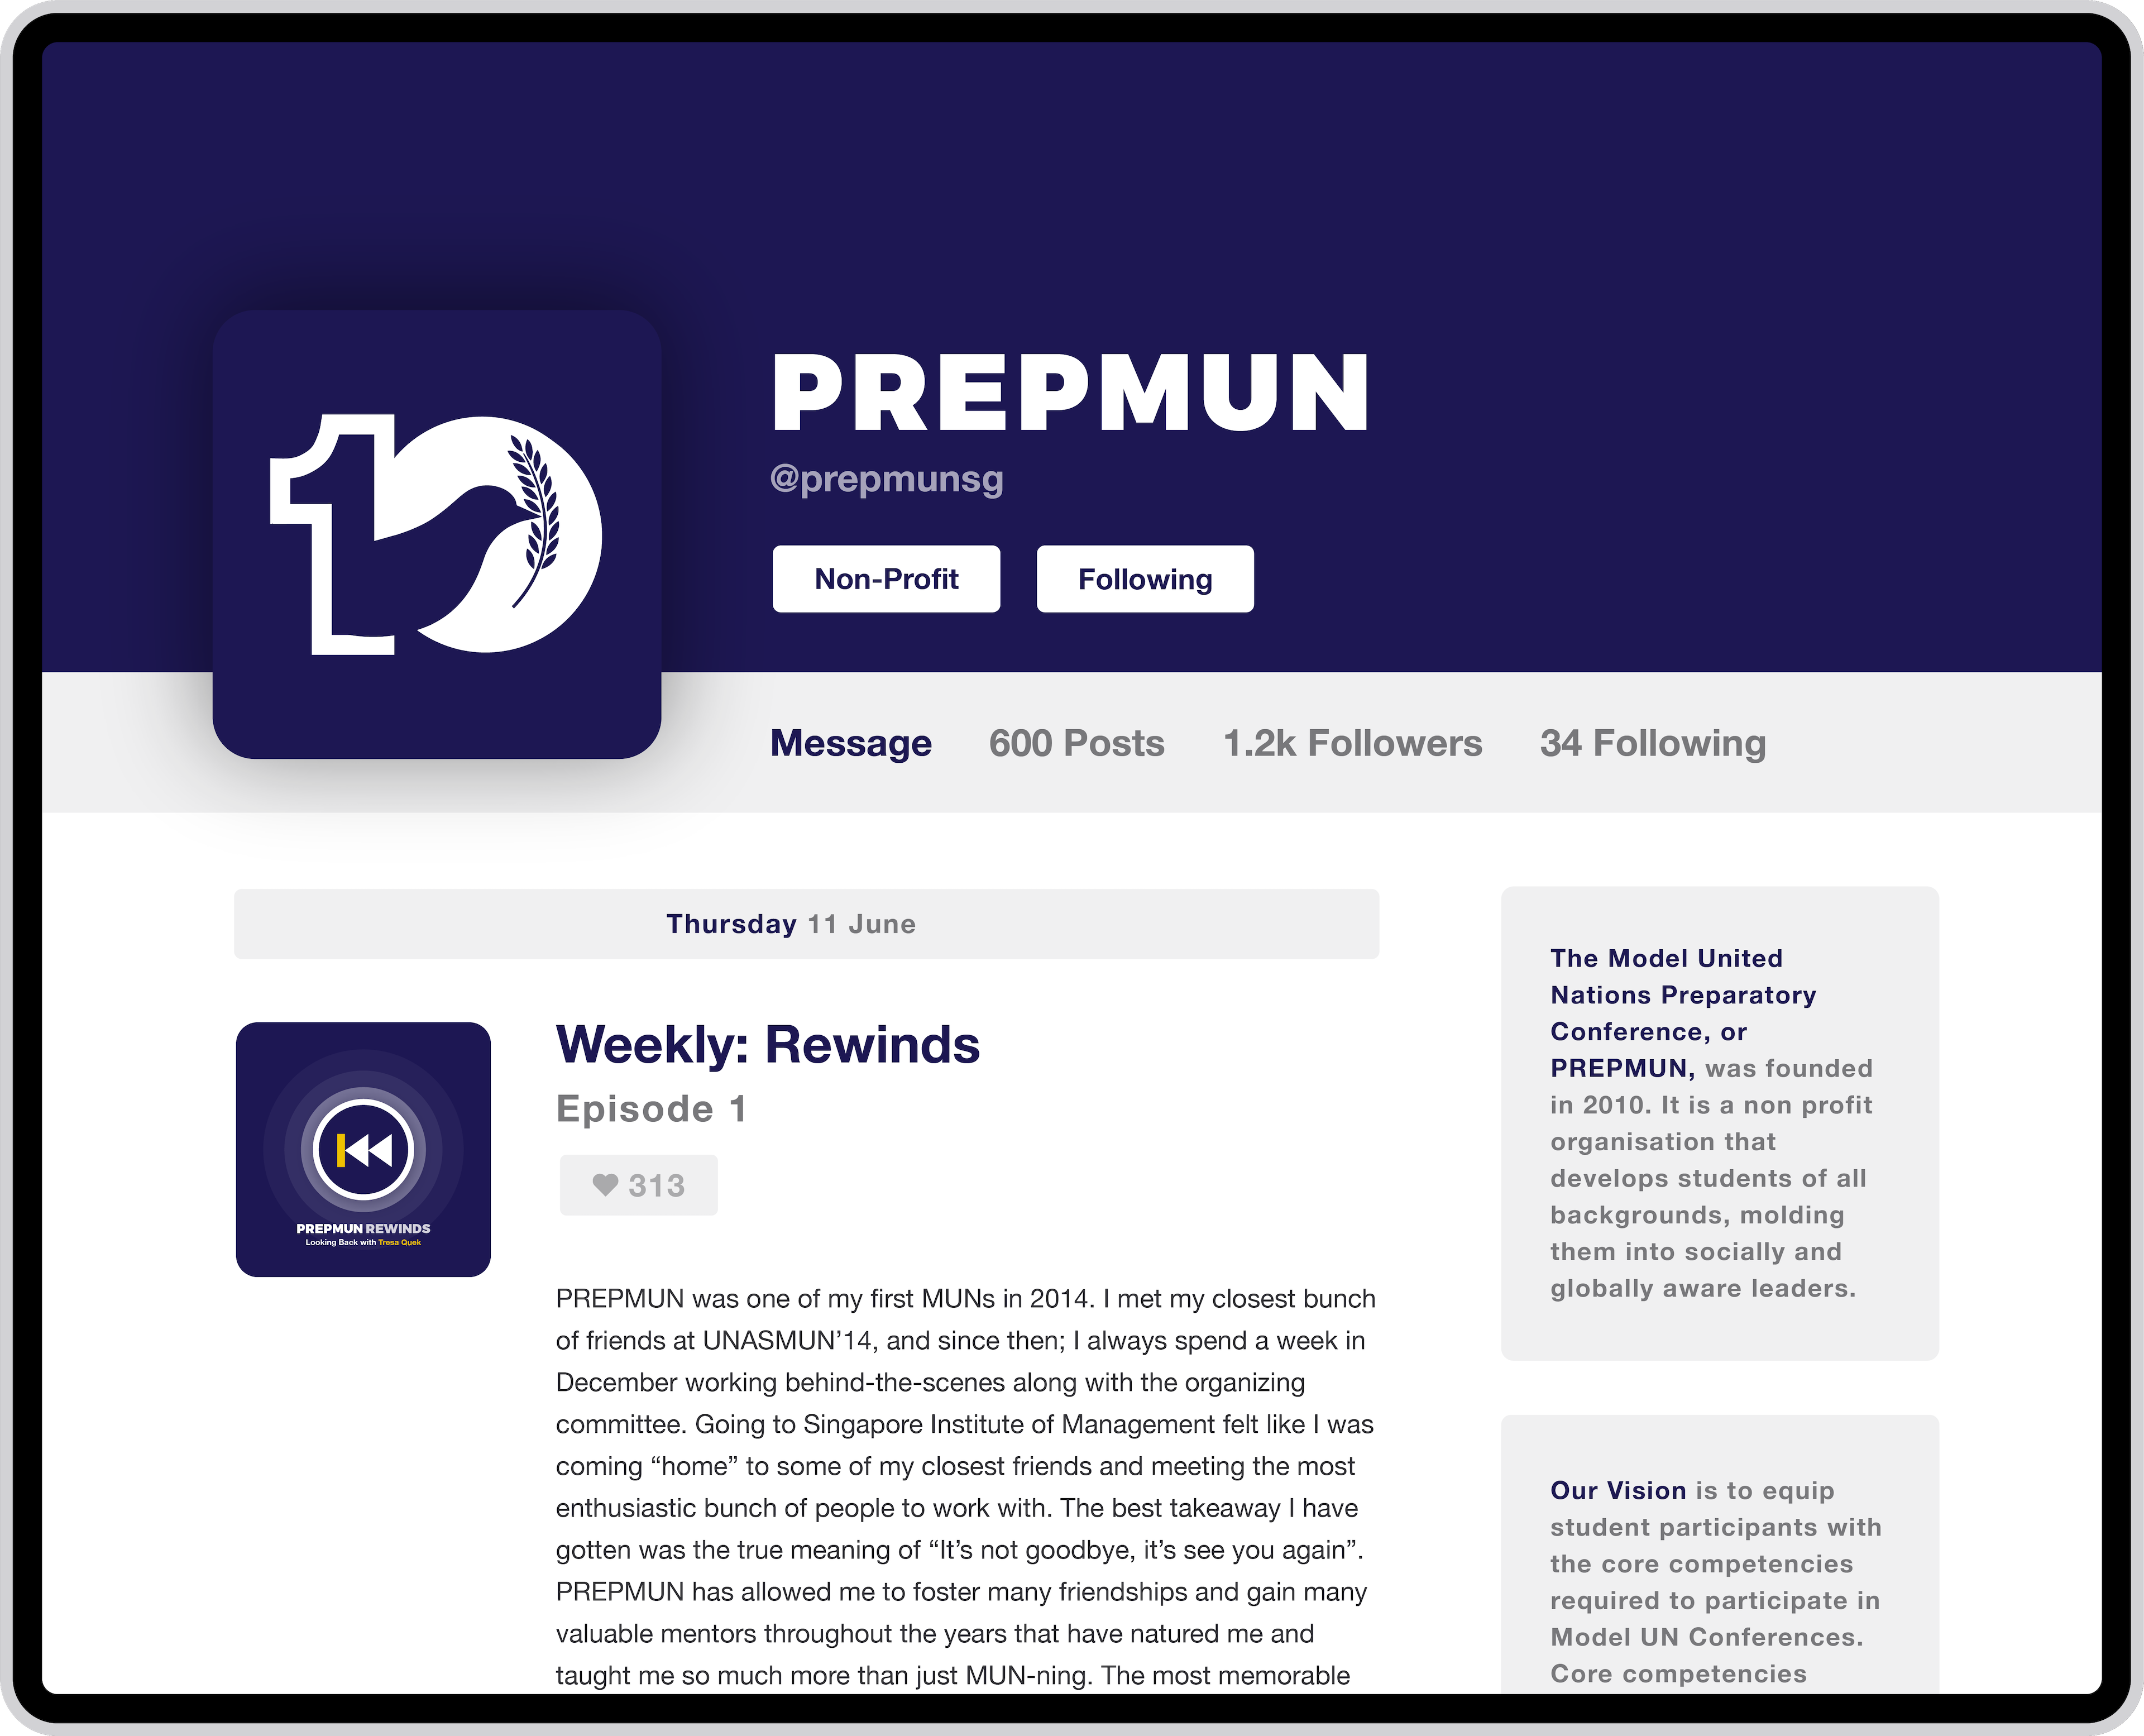 10
PREPMUN
@prepmunsg
Non-Profit
Following
Message
600 Posts
1.2k Followers
34 Following
Thursday 11 June
PREPMUN REWINDS
Looking Back with Tresa Quek
Weekly: Rewinds
Episode 1
313
PREPMUN was one of my first MUNs in 2014. I met my closest bunch
of friends at UNASMUN’14, and since then; I always spend a week in
December working behind-the-scenes along with the organizing
committee. Going to Singapore Institute of Management felt like I was
coming “home” to some of my closest friends and meeting the most
enthusiastic bunch of people to work with. The best takeaway I have
gotten was the true meaning of “It’s not goodbye, it’s see you again”.
PREPMUN has allowed me to foster many friendships and gain many
valuable mentors throughout the years that have natured me and
taught me so much more than just MUN-ning. The most memorable
The Model United
Nations Preparatory
Conference, or
PREPMUN, was founded
in 2010. It is a non profit
organisation that
develops students of all
backgrounds, molding
them into socially and
globally aware leaders.
Our Vision is to equip
student participants with
the core competencies
required to participate in
Model UN Conferences.
Core competencies